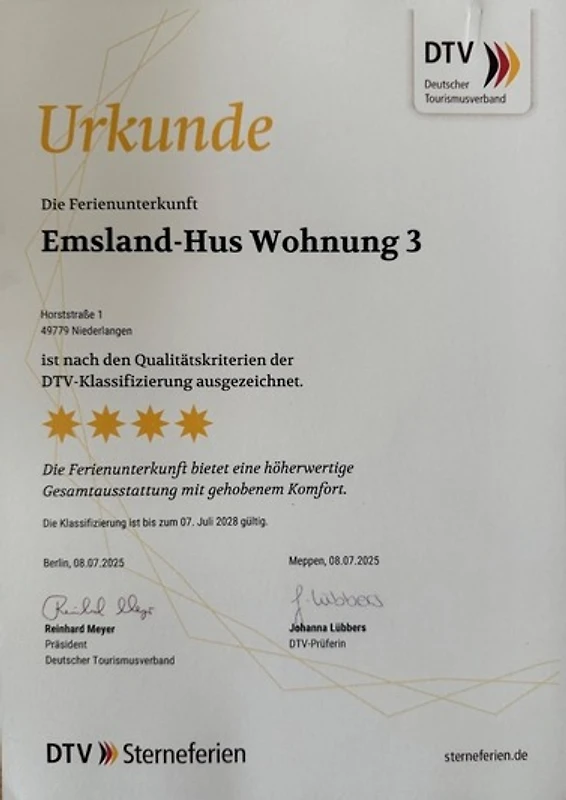 DTV
Deutscher
Tourismusverband
Urkunde
Die Ferienunterkunft
Emsland-Hus Wohnung 3
Horststraße 1
49779 Niederlangen
ist nach den Qualitätskriterien der
DTV-Klassifizierung ausgezeichnet.
Die Ferienunterkunft bietet eine höherwertige
Gesamtausstattung mit gehobenem Komfort.
Die Klassifizierung ist bis zum 07. Juli 2028 gültig.
Berlin, 08.07.2025
Reinhard Meyer
Reinhard Meyer
Präsident
Deutscher Tourismusverband
Meppen, 08.07.2025
J. Lübbers
Johanna Lübbers
DTV-Prüferin
DTV Sterneferien
sterneferien.de